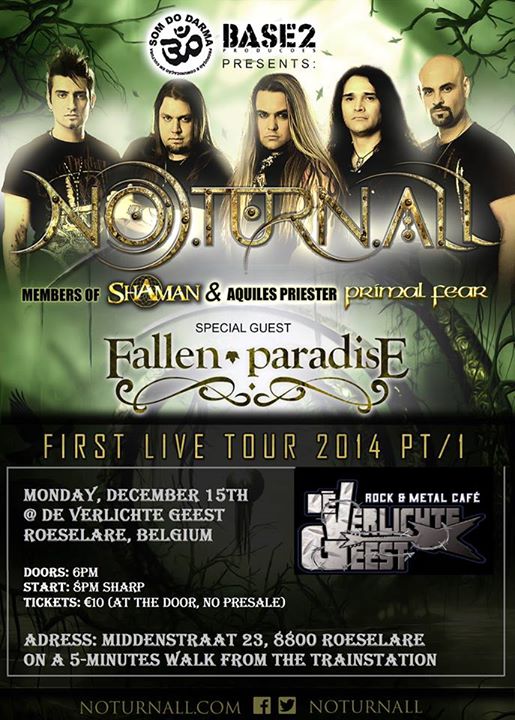 SOM DO DARMA
BASE2
PRODUÇÕES
PRESENTS:
NOTURNALL
MEMBERS OF SHAMAN & AQUILES PRIESTER PRIMAL FEAR
SPECIAL GUEST
Fallen paradisE
FIRST LIVE TOUR 2014 PT/1
MONDAY, DECEMBER 15TH
@ DE VERLICHTE GEEST
ROESELARE, BELGIUM
ROCK & METAL CAFÉ
DE VERLICHTE
GEEST
DOORS: 6PM
START: 8PM SHARP
TICKETS: €10 (AT THE DOOR, NO PRESALE)
ADRESS: MIDDENSTRAAT 23, 8800 ROESELARE
ON A 5-MINUTES WALK FROM THE TRAINSTATION
NOTURNALL.COM f NOTURNALL